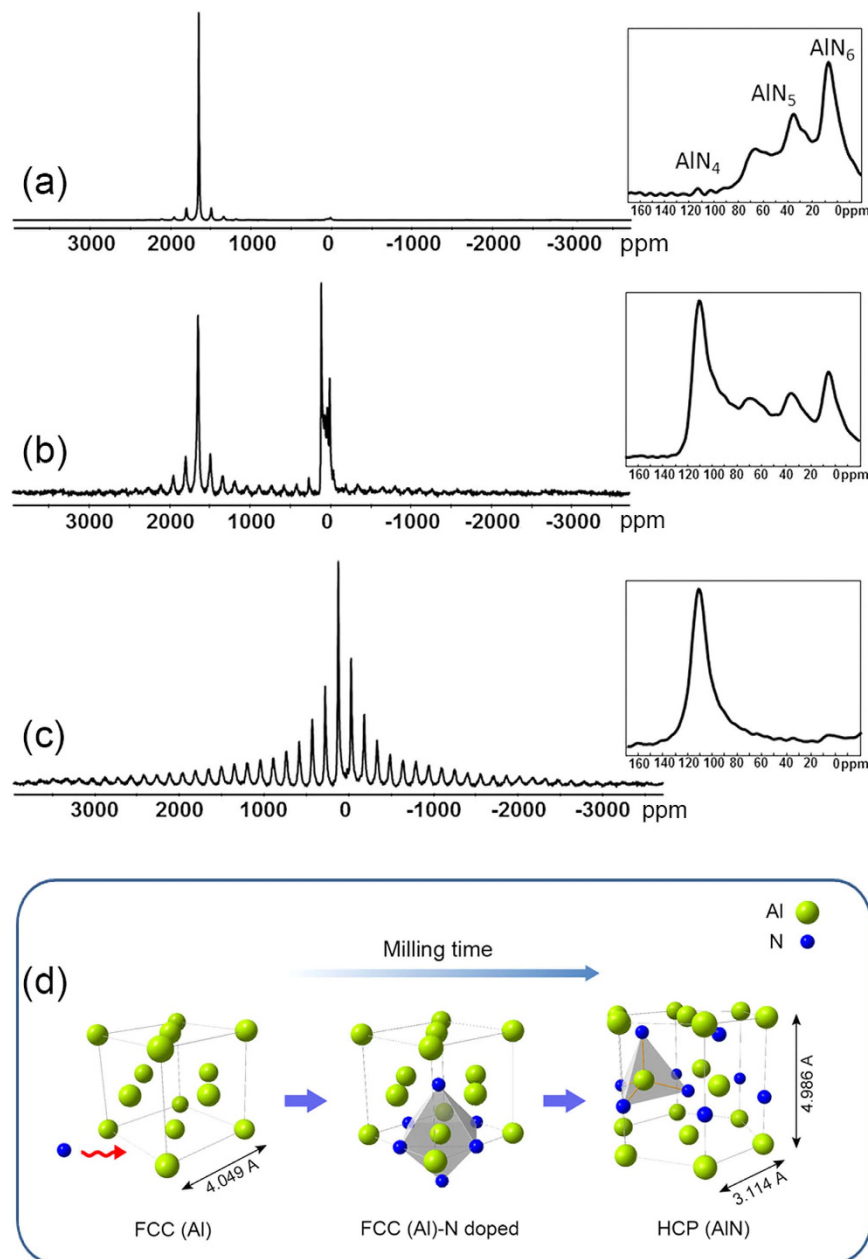 (a)
3000 2000 1000 0 -1000 -2000 -3000 ppm
AlN6
AlN5
AlN4
160 140 120 100 80 60 40 20 0ppm
(b)
3000 2000 1000 0 -1000 -2000 -3000 ppm
160 140 120 100 80 60 40 20 0ppm
(c)
3000 2000 1000 0 -1000 -2000 -3000 ppm
160 140 120 100 80 60 40 20 0ppm
(d)
Milling time
Al
N
4.049 A
4.986 A
3.114 A
FCC (Al)
FCC (Al)-N doped
HCP (AlN)